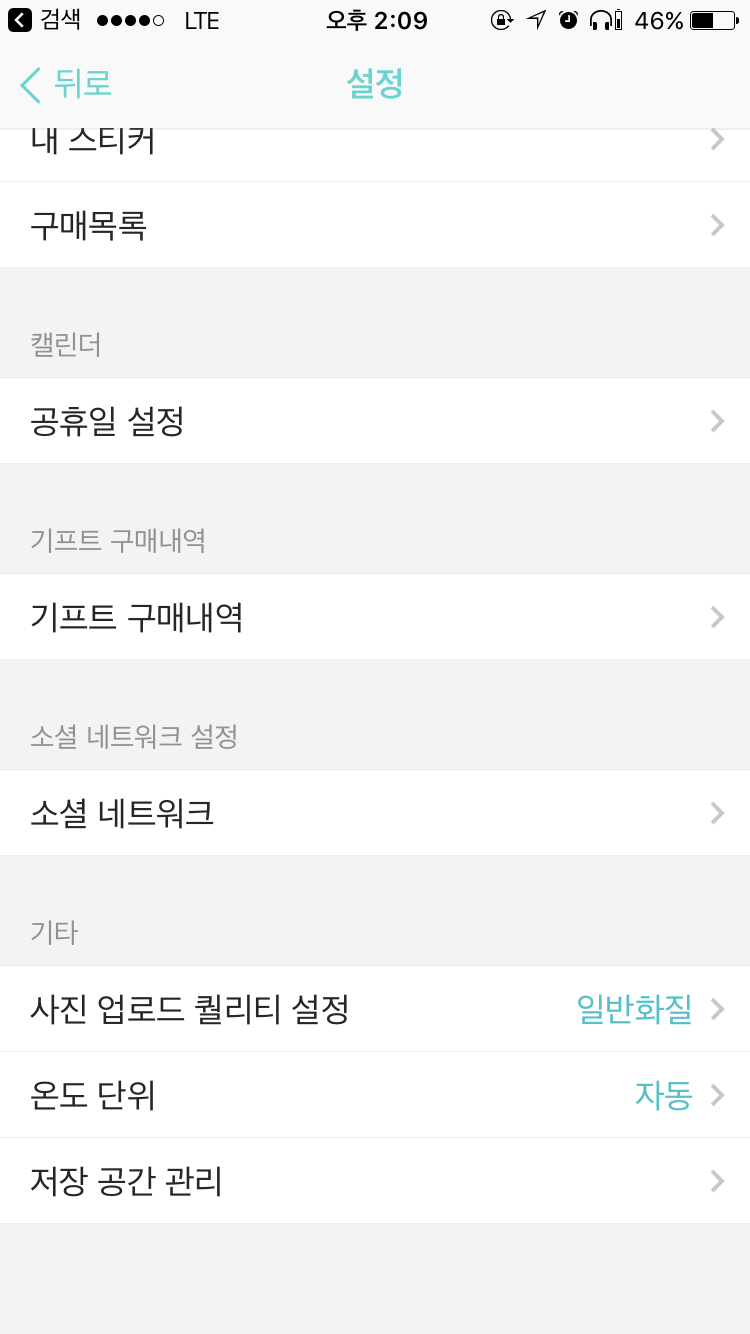 검색 LTE 오후 2:09 46%
뒤로 설정
내 스티커
구매목록
캘린더
공휴일 설정
기프트 구매내역
기프트 구매내역
소셜 네트워크 설정
소셜 네트워크
기타
사진 업로드 퀄리티 설정 일반화질
온도 단위 자동
저장 공간 관리